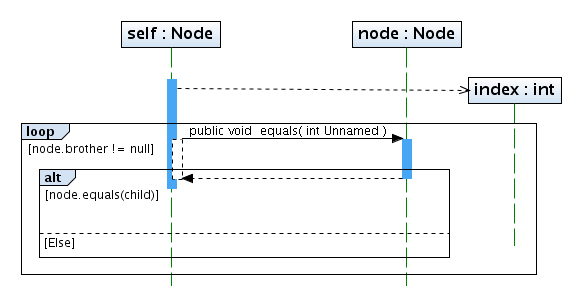 self : Node
node : Node
index : int
loop
public void  equals( int Unnamed )
[node.brother != null]
alt
[node.equals(child)]
[Else]